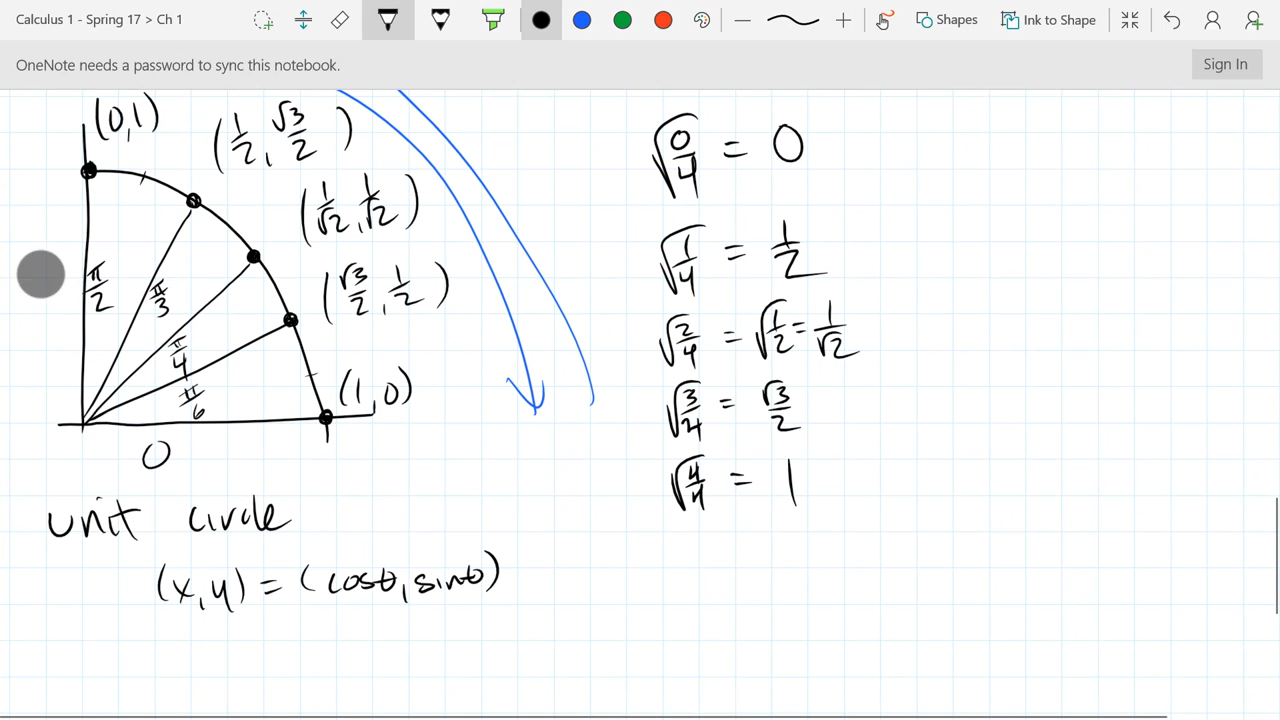 Calculus 1 - Spring 17 > Ch 1
Shapes
Ink to Shape
OneNote needs a password to sync this notebook.
Sign In
(0,1)
(1/2, √3/2)
(1/√2, 1/√2)
(√3/2, 1/2)
(1,0)
π/2
π/3
π/4
π/6
0
unit circle
(x,y) = (cosθ, sinθ)
√(0/4) = 0
√(1/4) = 1/2
√(2/4) = √(1/2) = 1/√2
√(3/4) = √3/2
√(4/4) = 1